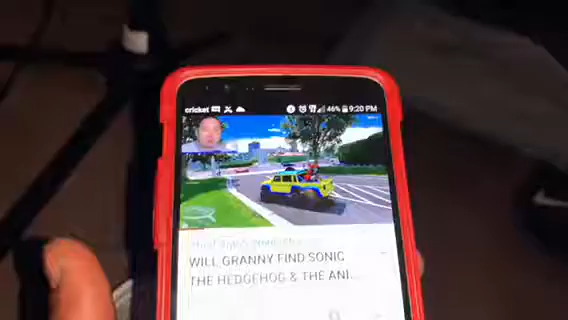 cricket 46% 9:20 PM
WILL GRANNY FIND SONIC
THE HEDGEHOG & THE ANI...